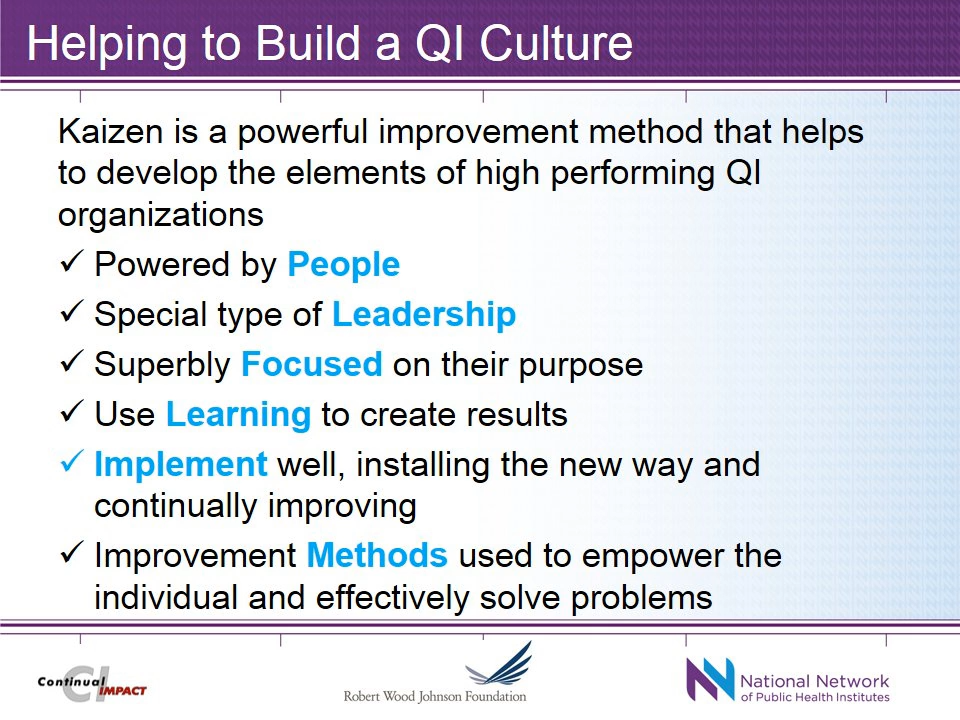 Helping to Build a QI Culture
Kaizen is a powerful improvement method that helps
to develop the elements of high performing QI
organizations
✓ Powered by People
✓ Special type of Leadership
✓ Superbly Focused on their purpose
✓ Use Learning to create results
✓ Implement well, installing the new way and
continually improving
✓ Improvement Methods used to empower the
individual and effectively solve problems
CI
Continual
IMPACT
Robert Wood Johnson Foundation
National Network
of Public Health Institutes